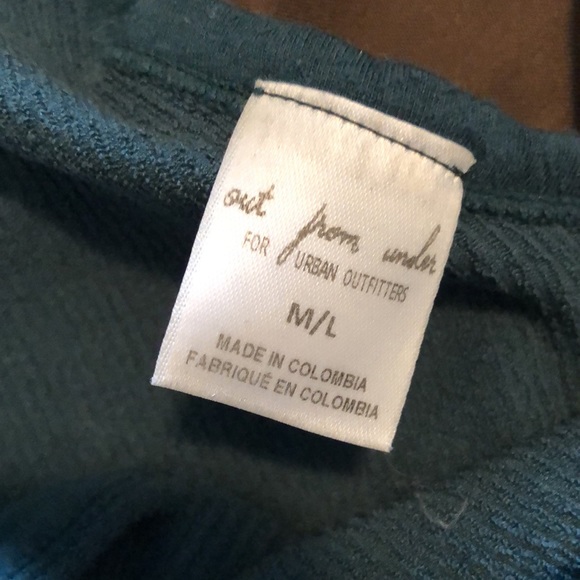 out from under
FOR URBAN OUTFITTERS
M/L
MADE IN COLOMBIA
FABRIQUÉ EN COLOMBIA